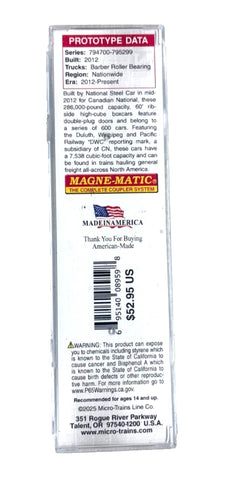 PROTOTYPE DATA
Series: 794700-795299
Built: 2012
Trucks: Barber Roller Bearing
Region: Nationwide
Era: 2012-Present
Built by National Steel Car in mid-
2012 for Canadian National, these
286,000-pound capacity, 60' rib-
side high-cube boxcars feature
double-plug doors and belong to
a series of 600 cars. Featuring
the Duluth, Winnipeg and Pacific
Railway "DWC" reporting mark, a
subsidiary of CN, these cars have
a 7,538 cubic-foot capacity and can be
found in trains hauling general
freight all-across North America
MAGNE-MATIC®
THE COMPLETE COUPLER SYSTEM
MADE IN AMERICA
Thank You For Buying
American-Made
6 95140 08959 8
$52.95 US
⚠WARNING: This product can expose
you to chemicals including styrene which
is known to the State of California to
cause cancer and Bisphenol A which
is known to the State of California to
cause birth defects or other reproduc-
tive harm. For more information go to
www.P65Warnings.ca.gov.
Recommended for ages 14 and up.
©2025 Micro-Trains Line Co.
351 Rogue River Parkway
Talent, OR 97540-1200 U.S.A.
www.micro-trains.com